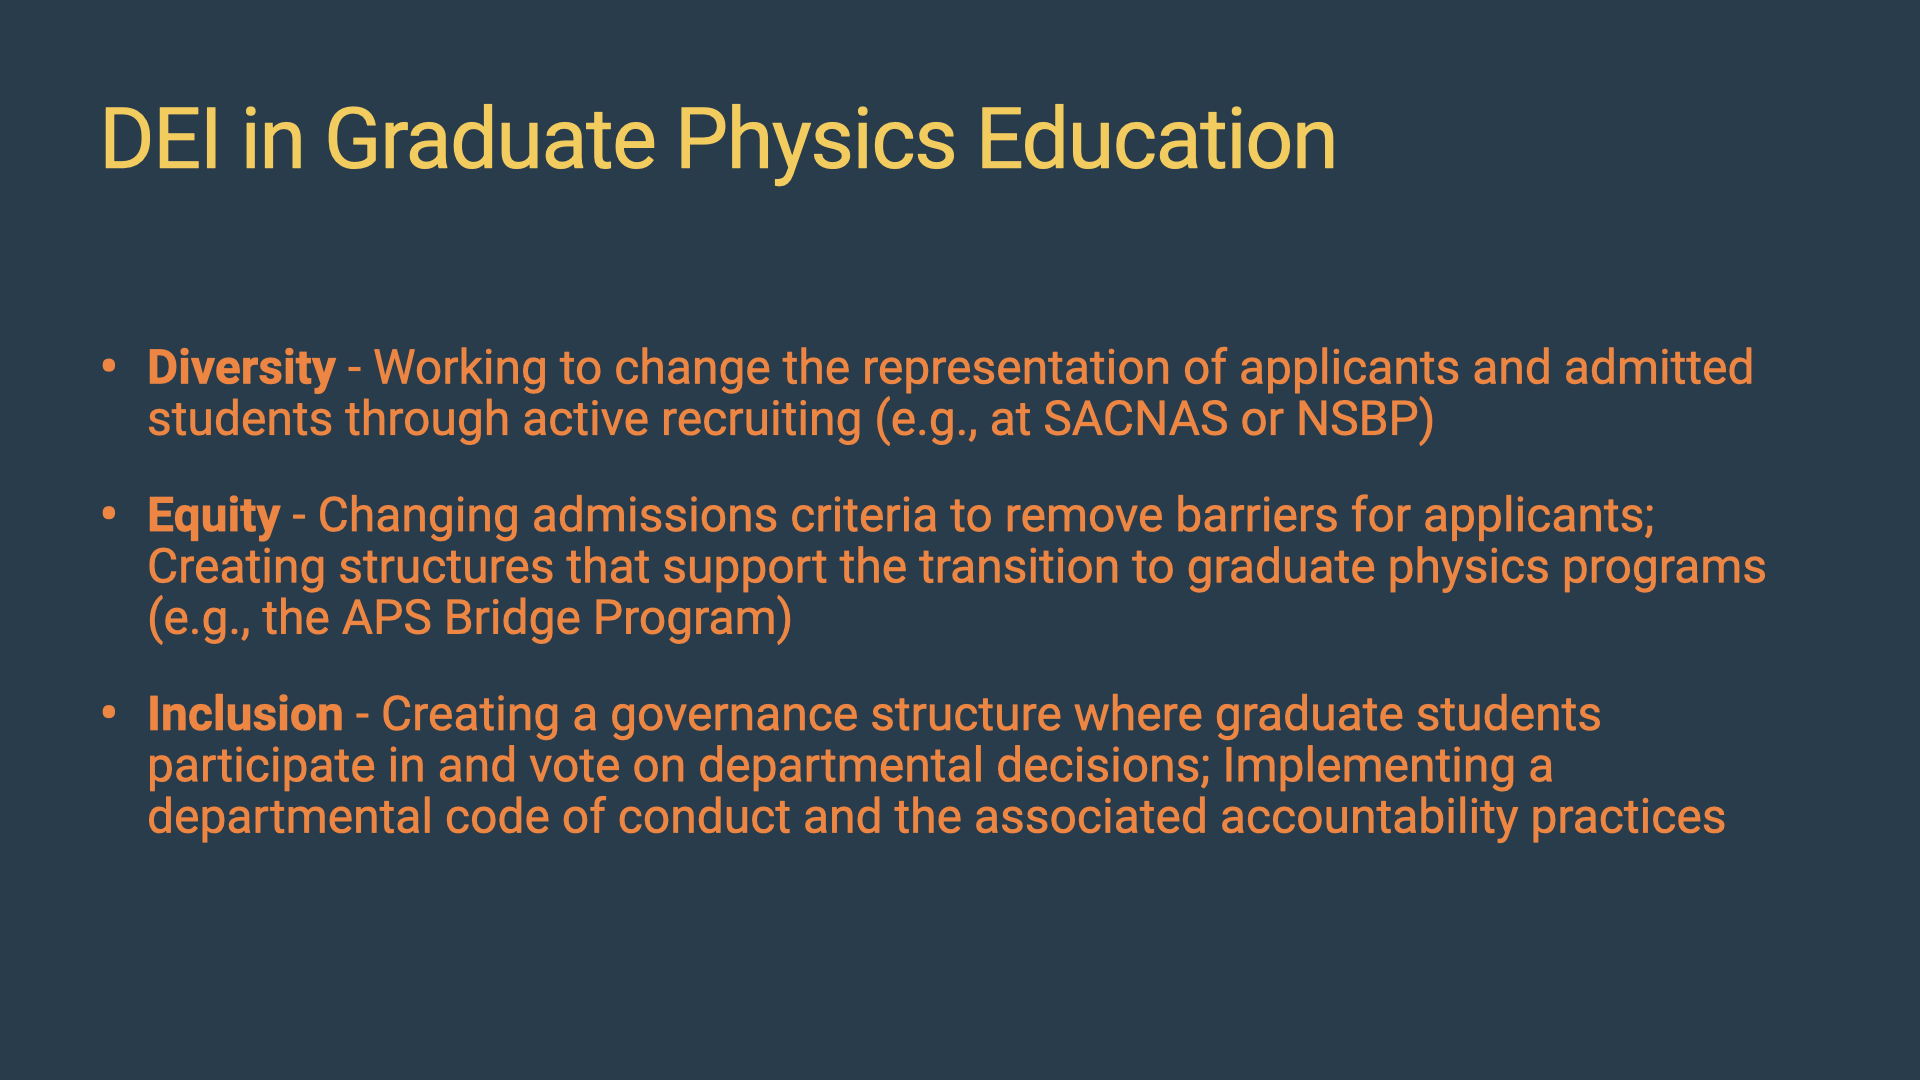 DEI in Graduate Physics Education
• Diversity - Working to change the representation of applicants and admitted
students through active recruiting (e.g., at SACNAS or NSBP)
• Equity - Changing admissions criteria to remove barriers for applicants;
Creating structures that support the transition to graduate physics programs
(e.g., the APS Bridge Program)
• Inclusion - Creating a governance structure where graduate students
participate in and vote on departmental decisions; Implementing a
departmental code of conduct and the associated accountability practices